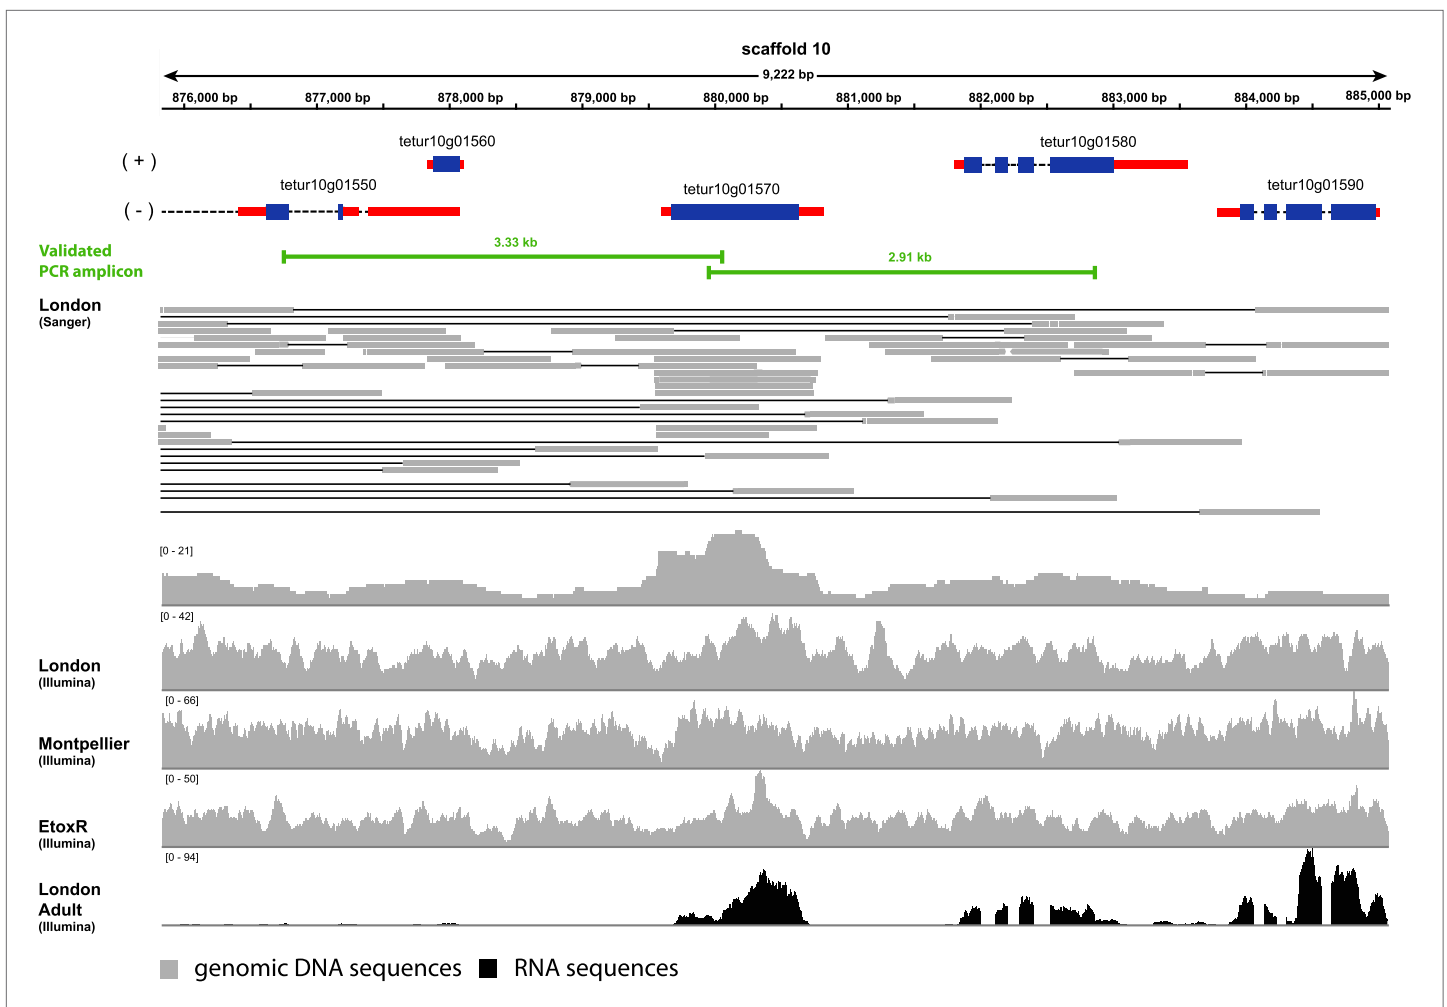 scaffold 10
9,222 bp
876,000 bp 877,000 bp 878,000 bp 879,000 bp 880,000 bp 881,000 bp 882,000 bp 883,000 bp 884,000 bp 885,000 bp
tetur10g01560 tetur10g01580
( + )
tetur10g01550 tetur10g01570 tetur10g01590
( - )
Validated
PCR amplicon
3.33 kb
2.91 kb
London
(Sanger)
[0 - 21]
[0 - 42]
London
(Illumina)
[0 - 66]
Montpellier
(Illumina)
[0 - 50]
EtoxR
(Illumina)
[0 - 94]
London
Adult
(Illumina)
genomic DNA sequences RNA sequences